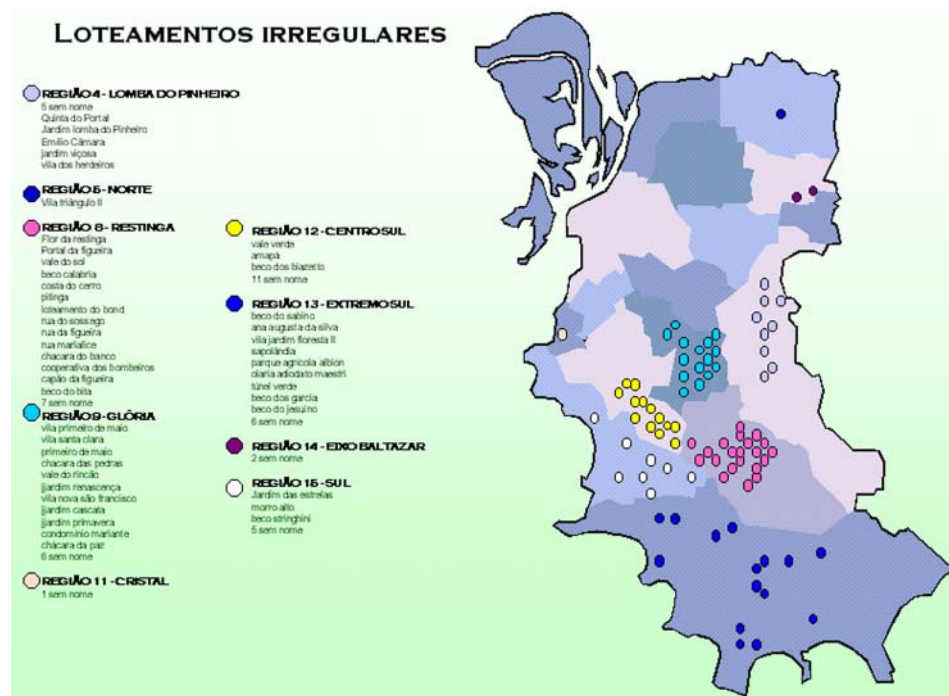 LOTEAMENTOS IRREGULARES
REGIÃO 4 - LOMBA DO PINHEIRO
5 sem nome
Quinta do Portal
Jardim lomba do Pinheiro
Emílio Câmara
jardim viçosa
vila dos herdeiros
REGIÃO 5 - NORTE
Vila triângulo II
REGIÃO 8 - RESTINGA
Flor da restinga
Portal da figueira
vale do sol
beco calabria
costa do cerro
pitinga
loteamento do bond
rua do sossego
rua da figueira
rua marialice
chacara do banco
cooperativa dos bombeiros
capão da figueira
beco do bita
7 sem nome
REGIÃO 9 - GLÓRIA
vila primeiro de maio
vila santa clara
primeiro de maio
chacara das pedras
vale do rincão
jjardim renascença
vila nova são francisco
jjardim cascata
jjardim primavera
condomínio mariante
chácara da paz
6 sem nome
REGIÃO 11 - CRISTAL
1 sem nome
REGIÃO 12 - CENTRO SUL
vale verde
amapá
beco dos biazetto
11 sem nome
REGIÃO 13 - EXTREMO SUL
beco do sabino
ana augusta da silva
vila jardim floresta II
sapolândia
parque agrícola albion
olaria adiodato maestri
túnel verde
beco dos garcia
beco do jesuino
6 sem nome
REGIÃO 14 - EIXO BALTAZAR
2 sem nome
REGIÃO 15 - SUL
Jardim das estrelas
morro alto
beco stringhini
5 sem nome